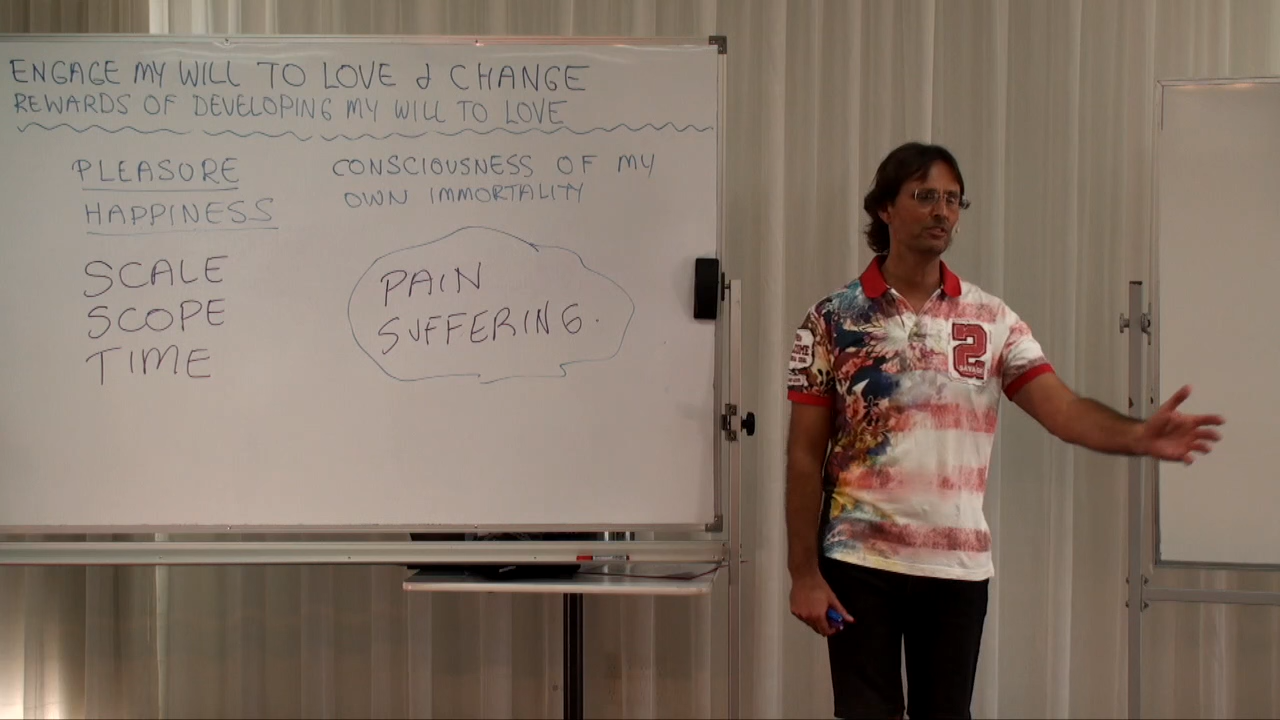 ENGAGE MY WILL TO LOVE & CHANGE
REWARDS OF DEVELOPING MY WILL TO LOVE
PLEASURE
HAPPINESS
SCALE
SCOPE
TIME
CONSCIOUSNESS OF MY
OWN IMMORTALITY
PAIN
SUFFERING.
2